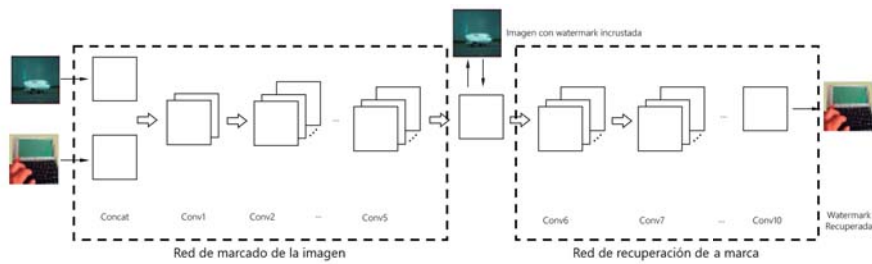 Imagen con watermark incrustada
...
...
Concat
Conv1
Conv2
...
Conv5
Conv6
Conv7
...
Conv10
Watermark
Recuperada
Red de marcado de la imagen
Red de recuperación de a marca